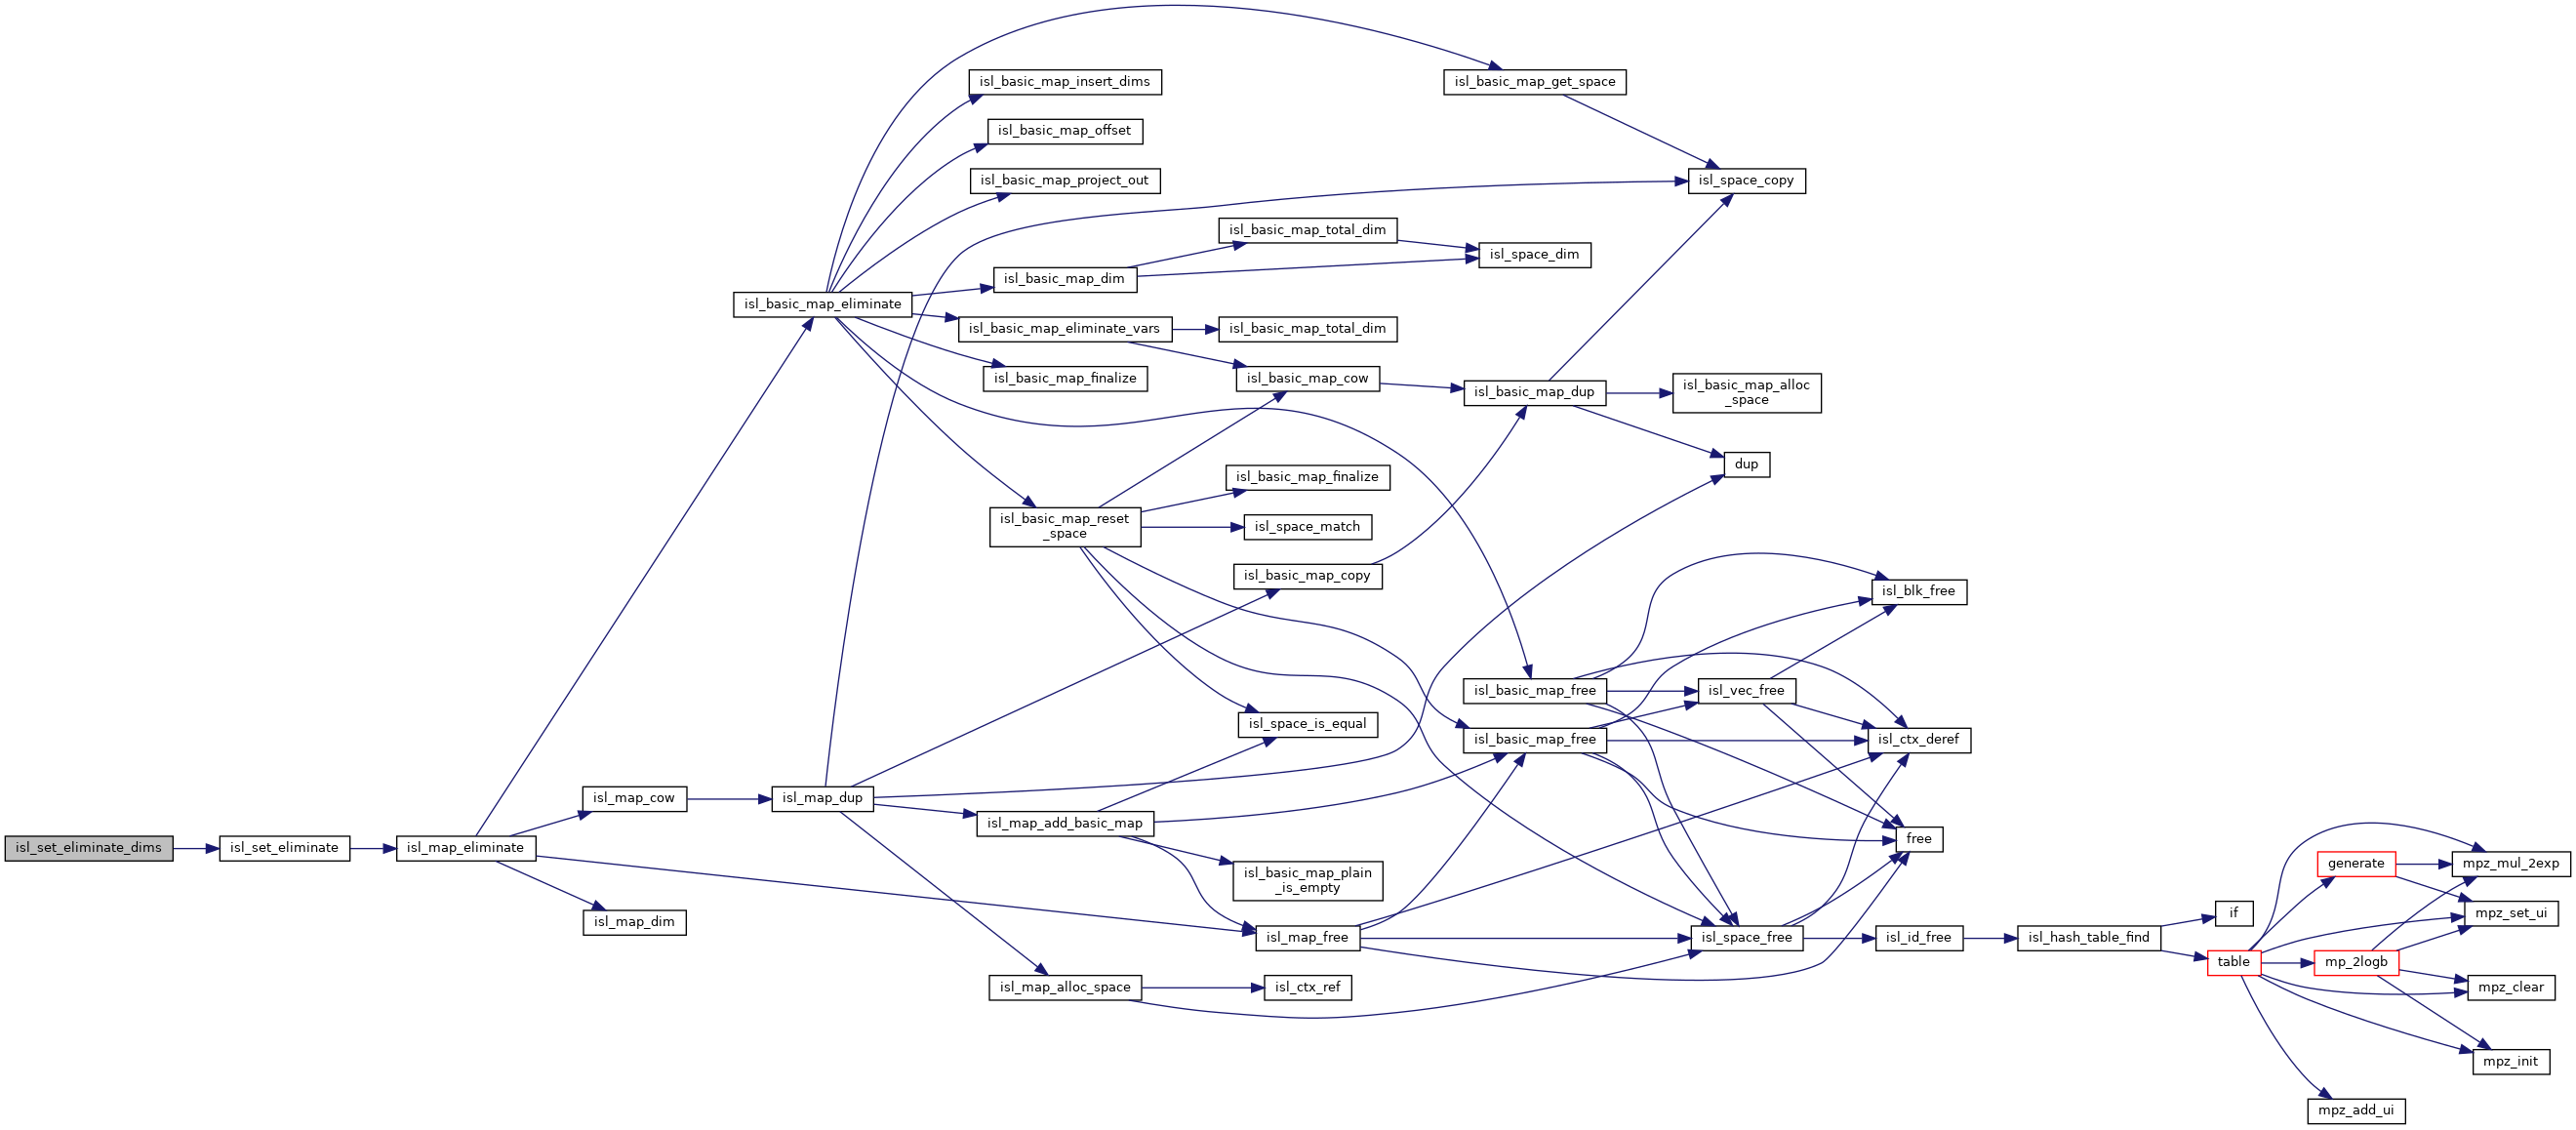 isl_basic_map_insert_dims
isl_basic_map_get_space
isl_basic_map_offset
isl_basic_map_project_out
isl_space_copy
isl_basic_map_total_dim
isl_space_dim
isl_basic_map_dim
isl_basic_map_eliminate
isl_basic_map_eliminate_vars
isl_basic_map_total_dim
isl_basic_map_finalize
isl_basic_map_cow
isl_basic_map_dup
isl_basic_map_alloc
_space
dup
isl_basic_map_finalize
isl_basic_map_reset
_space
isl_space_match
isl_basic_map_copy
isl_blk_free
isl_basic_map_free
isl_vec_free
isl_space_is_equal
isl_basic_map_free
isl_ctx_deref
isl_map_cow
isl_map_dup
isl_map_add_basic_map
free
isl_set_eliminate_dims
isl_set_eliminate
isl_map_eliminate
generate
mpz_mul_2exp
isl_basic_map_plain
_is_empty
isl_map_dim
if
mpz_set_ui
isl_map_free
isl_space_free
isl_id_free
isl_hash_table_find
table
mp_2logb
isl_map_alloc_space
isl_ctx_ref
mpz_clear
mpz_init
mpz_add_ui